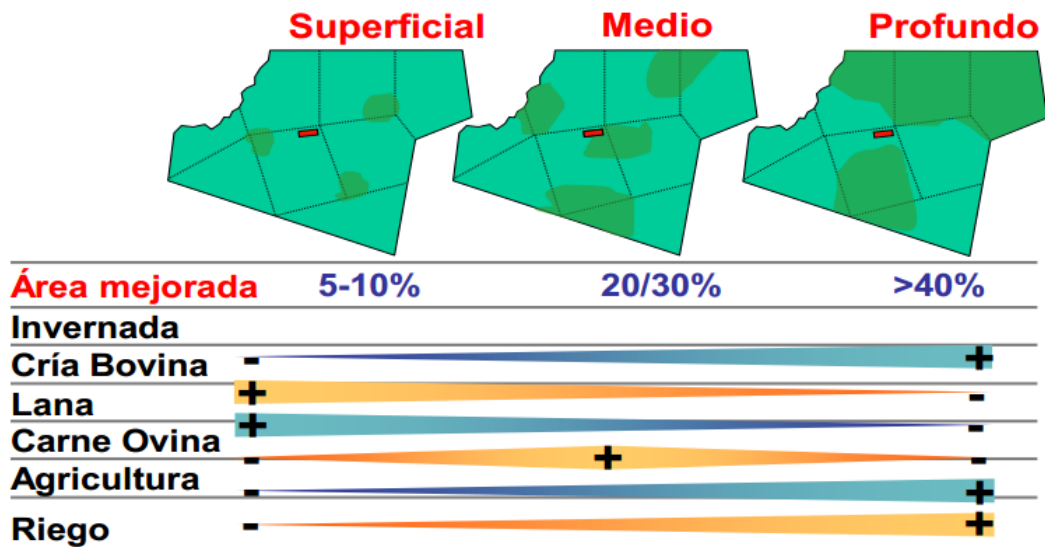 Superficial Medio Profundo
Área mejorada 5-10% 20/30% >40%
Invernada
Cría Bovina - +
Lana + -
Carne Ovina + -
Agricultura - + -
- +
Riego - +